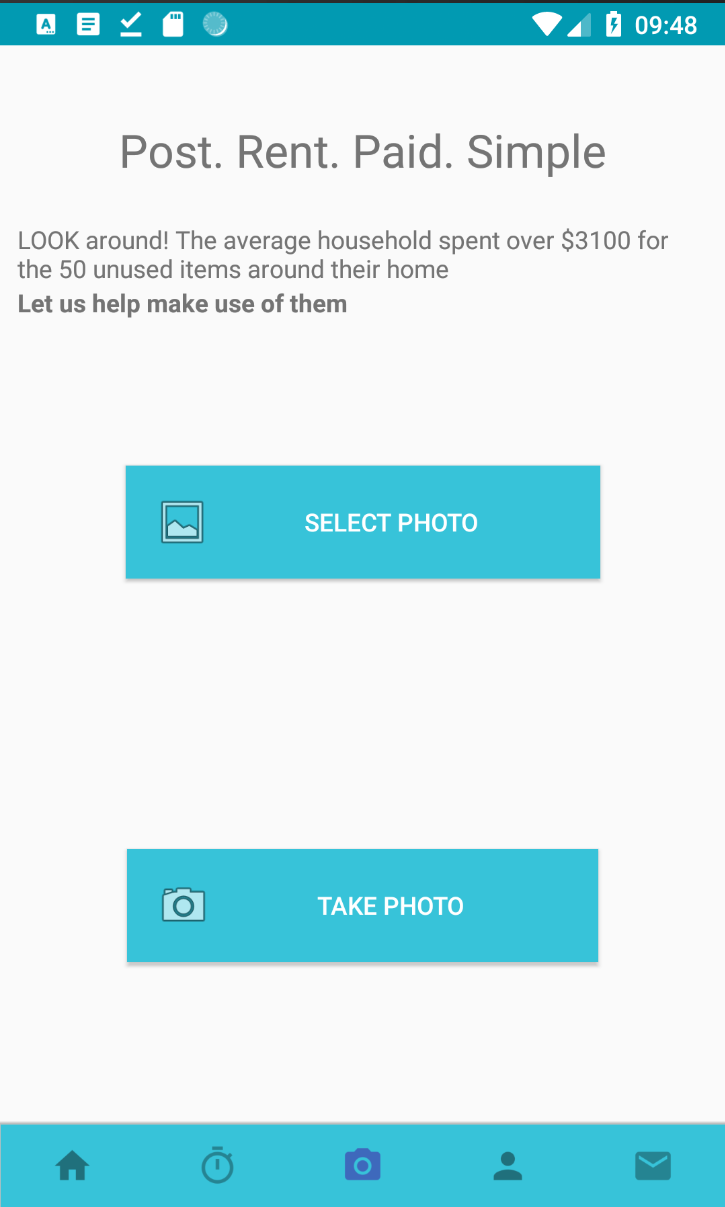 09:48
Post. Rent. Paid. Simple
LOOK around! The average household spent over $3100 for
the 50 unused items around their home
Let us help make use of them
SELECT PHOTO
TAKE PHOTO